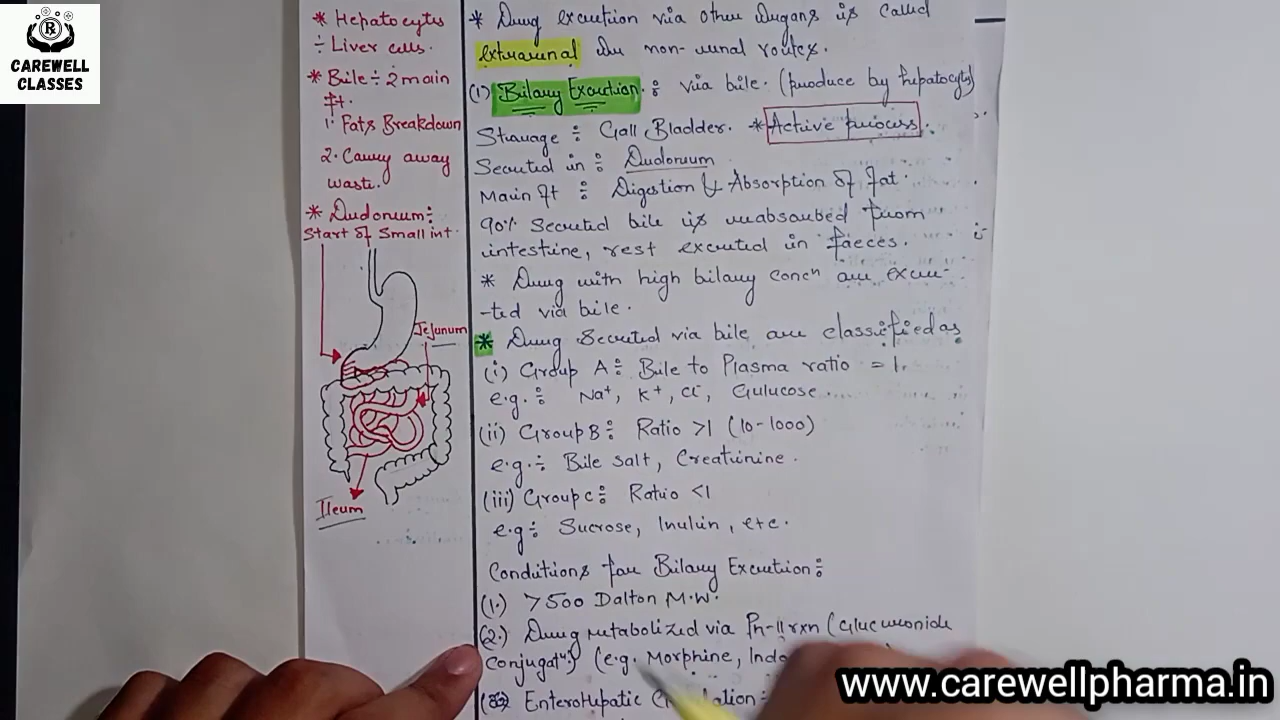 CAREWELL
CLASSES
* Hepatocytes
÷ Liver cells.
* Bile ÷ 2 main
ft.
1. Fats Breakdown
2. Carry away
waste.
* Dudonum:
Start of Small int.
Jejunum
Ileum
* Drug excretion via other organs is called
extrarenal or non-renal routes.
(1) Bilary Excretion : via bile. (produce by hepatocytes)
Storage : Gall Bladder. * Active process.
Secreted in : Dudonum
Main ft : Digestion & Absorption of fat.
90% Secreted bile is reabsorbed from
intestine, rest excreted in faeces.
* Drug with high bilary concn are excre-
-ted via bile.
* Drug Secreted via bile are classified as
(i) Group A : Bile to Plasma ratio = 1.
e.g. : Na+, K+, Cl-, Gulucose.
(ii) Group B : Ratio >1 (10-1000)
e.g. ÷ Bile salt, Creatinine.
(iii) Group C : Ratio <1
e.g ÷ Sucrose, Inulin, etc.
Conditions for Bilary Excretion :
(1.) >500 Dalton M.W.
(2.) Drug metabolized via Pn-II rxn (Glucuronide
conjugatn.) (e.g. Morphine, Indo
EnteroHepatic
www.carewellpharma.in